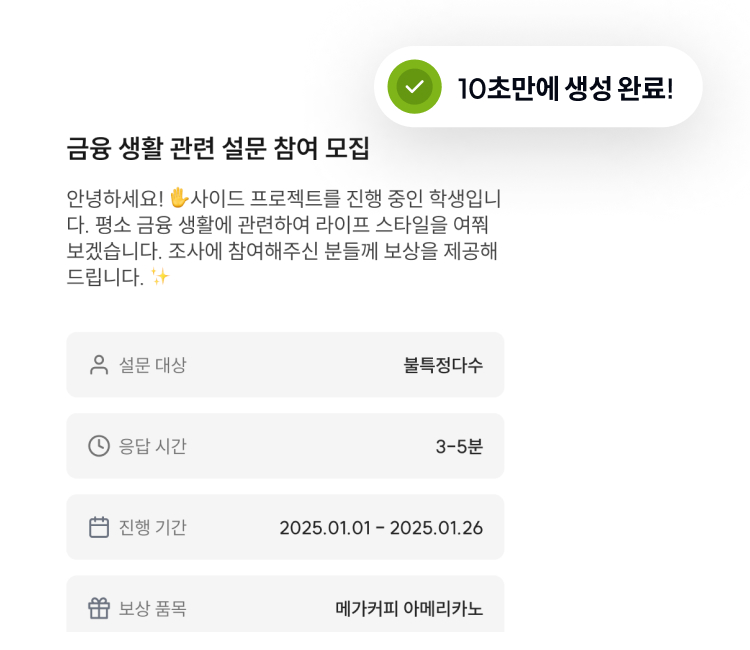 10초만에 생성 완료!
금융 생활 관련 설문 참여 모집
안녕하세요! ✋사이드 프로젝트를 진행 중인 학생입니
다. 평소 금융 생활에 관련하여 라이프 스타일을 여쭤
보겠습니다. 조사에 참여해주신 분들께 보상을 제공해
드립니다. ✨
설문 대상 불특정다수
응답 시간 3-5분
진행 기간 2025.01.01 - 2025.01.26
보상 품목 메가커피 아메리카노